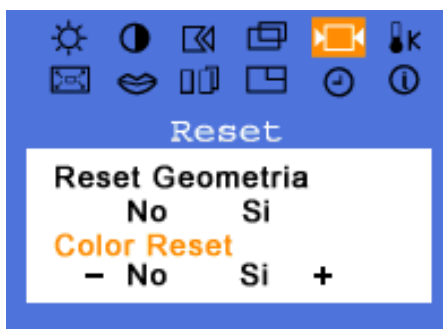 K
Reset
Reset Geometria
No Si
Color Reset
- No Si +